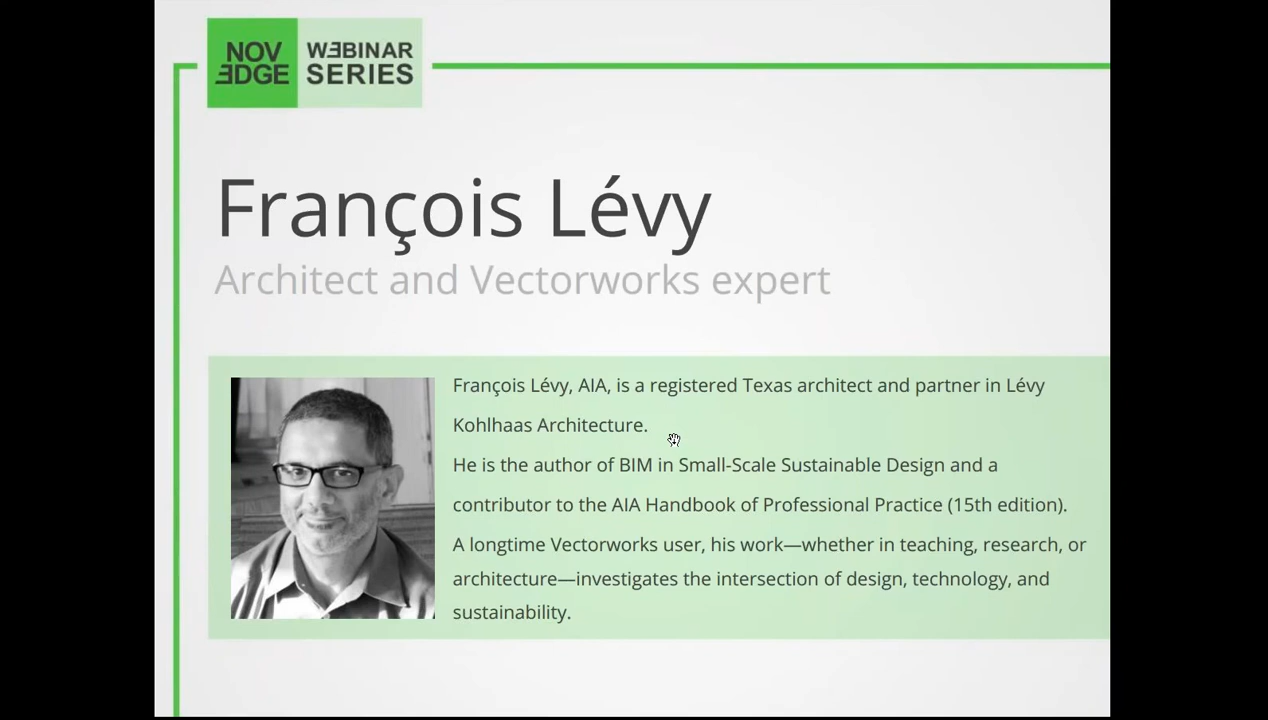 NOV
EDGE
WEBINAR
SERIES
François Lévy
Architect and Vectorworks expert
François Lévy, AIA, is a registered Texas architect and partner in Lévy
Kohlhaas Architecture.
He is the author of BIM in Small-Scale Sustainable Design and a
contributor to the AIA Handbook of Professional Practice (15th edition).
A longtime Vectorworks user, his work—whether in teaching, research, or
architecture—investigates the intersection of design, technology, and
sustainability.